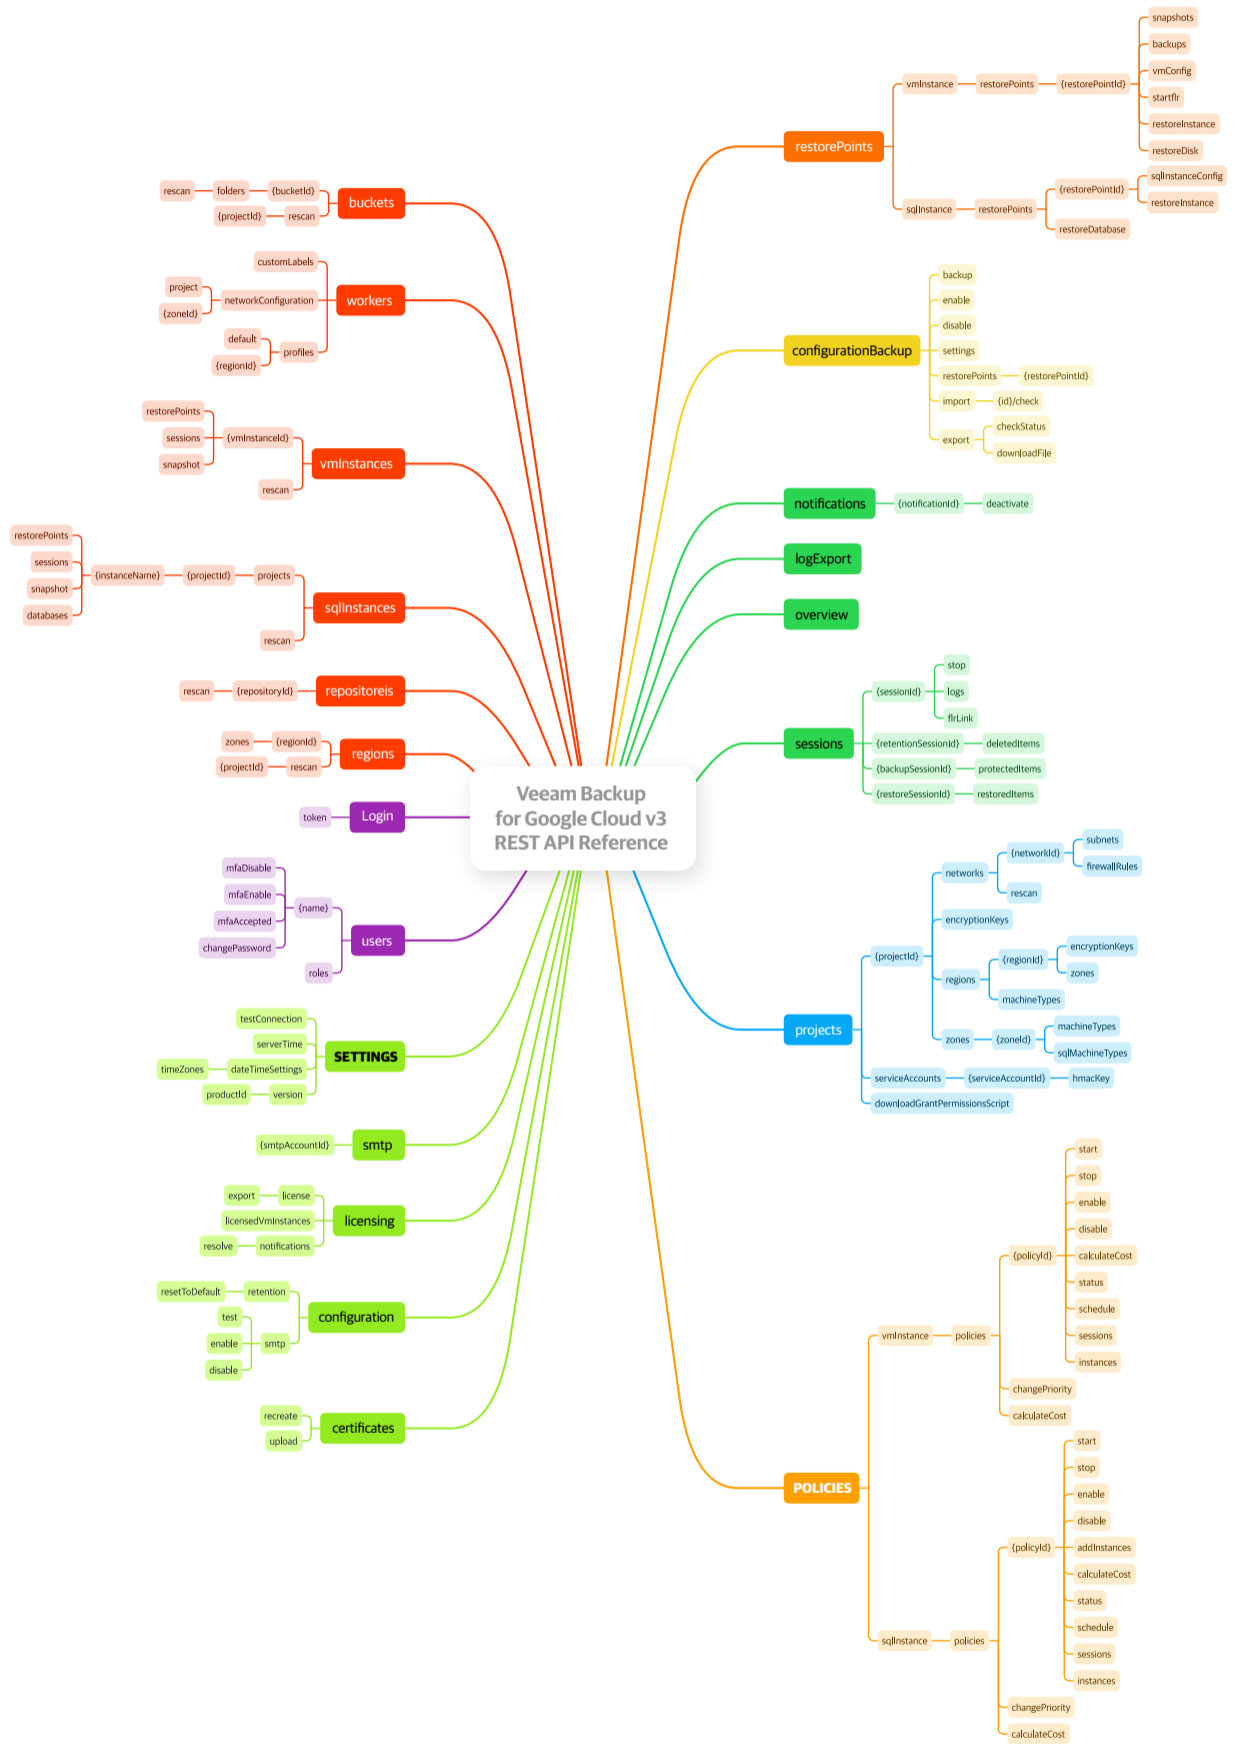 Veeam Backup
for Google Cloud v3
REST API Reference
restorePoints
vmInstance
restorePoints
{restorePointId}
snapshots
backups
vmConfig
startflr
restoreInstance
restoreDisk
sqlInstance
restorePoints
{restorePointId}
sqlInstanceConfig
restoreInstance
restoreDatabase
configurationBackup
backup
enable
disable
settings
restorePoints
{restorePointId}
import
{id}/check
export
checkStatus
downloadFile
notifications
{notificationId}
deactivate
logExport
overview
sessions
{sessionId}
stop
logs
flrLink
{retentionSessionId}
deletedItems
{backupSessionId}
protectedItems
{restoreSessionId}
restoredItems
projects
{projectId}
networks
{networkId}
subnets
firewallRules
rescan
encryptionKeys
regions
{regionId}
encryptionKeys
zones
machineTypes
zones
{zoneId}
machineTypes
sqlMachineTypes
serviceAccounts
{serviceAccountId}
hmacKey
downloadGrantPermissionsScript
POLICIES
vmInstance
policies
{policyId}
start
stop
enable
disable
calculateCost
status
schedule
sessions
instances
changePriority
calculateCost
sqlInstance
policies
{policyId}
start
stop
enable
disable
addInstances
calculateCost
status
schedule
sessions
instances
changePriority
calculateCost
buckets
{bucketId}
folders
rescan
rescan
{projectId}
workers
customLabels
networkConfiguration
project
{zoneId}
profiles
default
{regionId}
vmInstances
{vmInstanceId}
restorePoints
sessions
snapshot
rescan
sqlInstances
projects
{projectId}
{instanceName}
restorePoints
sessions
snapshot
databases
rescan
repositoreis
{repositoryId}
rescan
regions
{regionId}
zones
rescan
{projectId}
Login
token
users
{name}
mfaDisable
mfaEnable
mfaAccepted
changePassword
roles
SETTINGS
testConnection
serverTime
dateTimeSettings
timeZones
version
productId
smtp
{smtpAccountId}
licensing
license
export
licensedVmInstances
notifications
resolve
configuration
retention
resetToDefault
smtp
test
enable
disable
certificates
recreate
upload